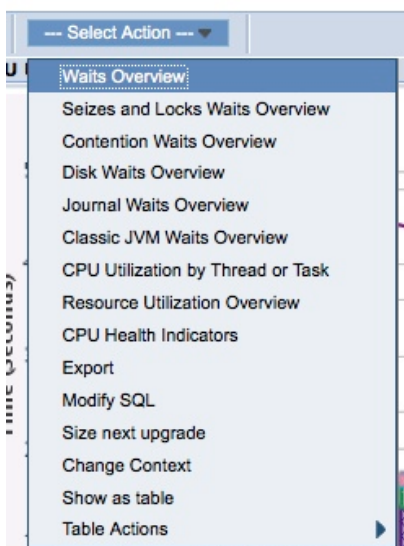 --- Select Action ---
U
Waits Overview
Seizes and Locks Waits Overview
Contention Waits Overview
Disk Waits Overview
Journal Waits Overview
Classic JVM Waits Overview
CPU Utilization by Thread or Task
Resource Utilization Overview
CPU Health Indicators
Export
Modify SQL
Size next upgrade
Change Context
Show as table
Table Actions
Time (Seconds)